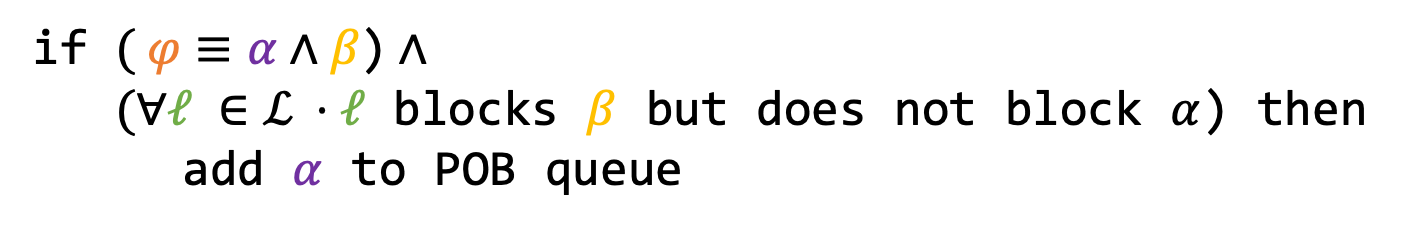 if (φ ≡ α ∧ β) ∧
(∀ℓ ∈ ℒ · ℓ blocks β but does not block α) then
add α to POB queue